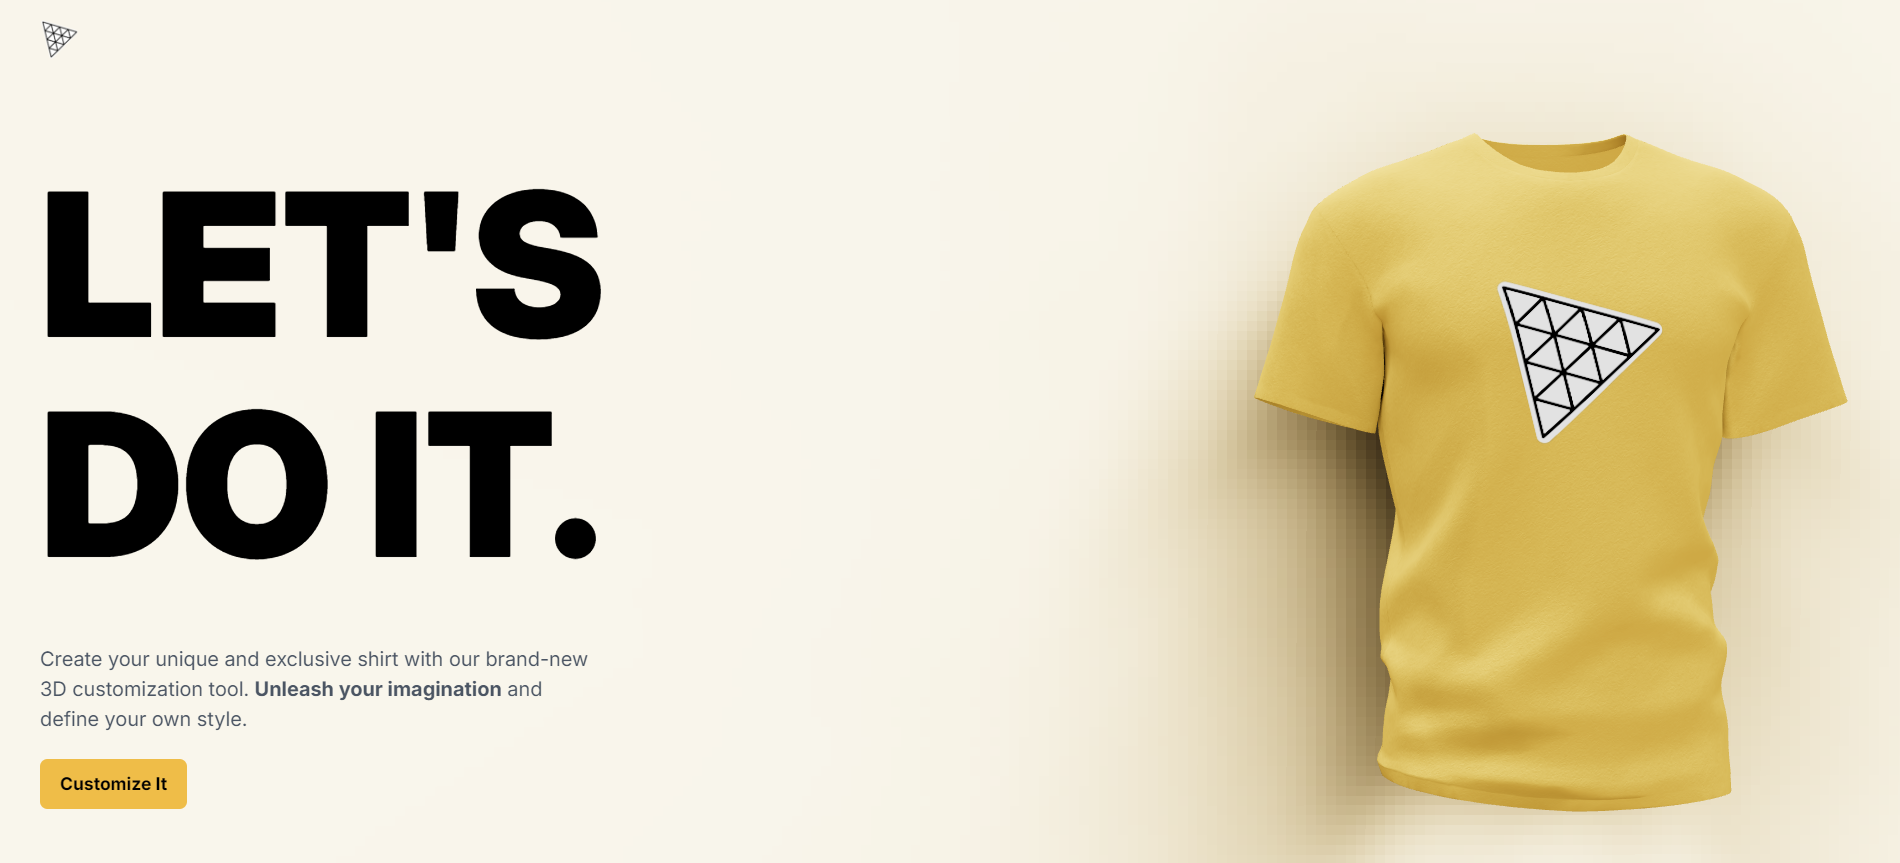 LET'S
DO IT.
Create your unique and exclusive shirt with our brand-new
3D customization tool. Unleash your imagination and
define your own style.
Customize It